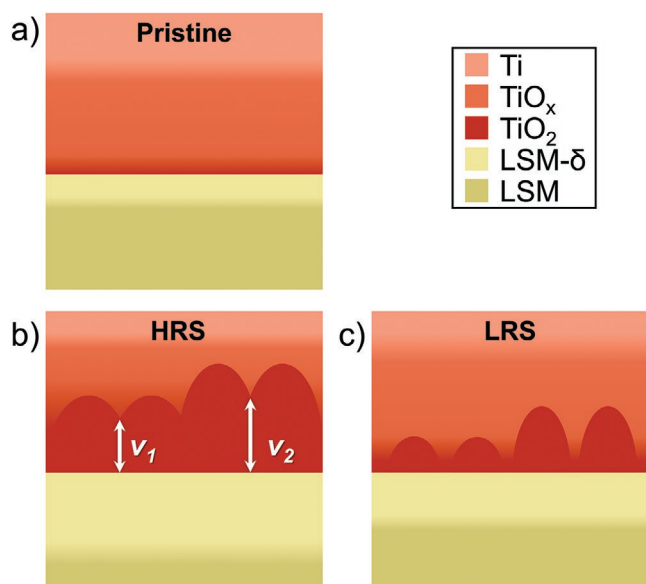 a)
Pristine
Ti
TiOₓ
TiO₂
LSM-δ
LSM
b)
HRS
v₁
v₂
c)
LRS